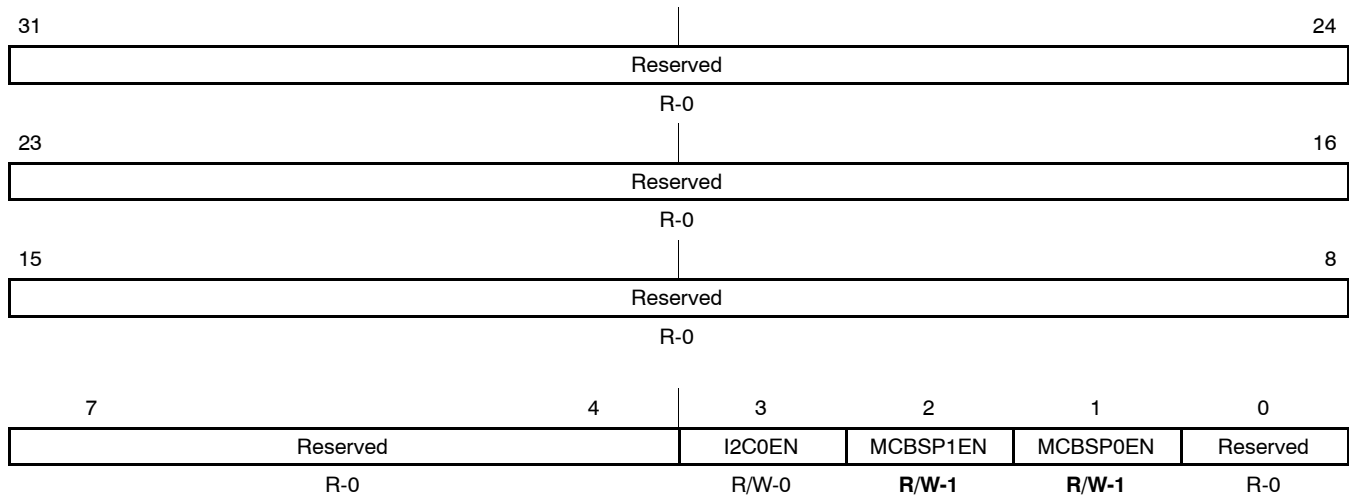 31 24
Reserved
R-0
23 16
Reserved
R-0
15 8
Reserved
R-0
7 4 3 2 1 0
Reserved I2C0EN MCBSP1EN MCBSP0EN Reserved
R-0 R/W-0 R/W-1 R/W-1 R-0